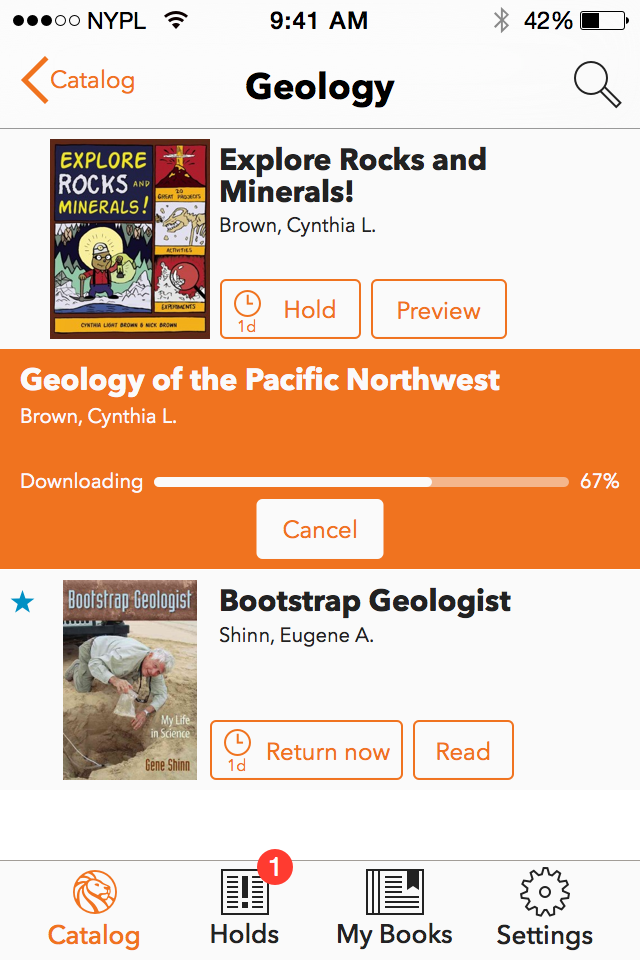 NYPL 9:41 AM 42%
Catalog Geology
EXPLORE
ROCKS AND
MINERALS!
20
GREAT PROJECTS
ACTIVITIES
EXPERIMENTS
CYNTHIA LIGHT BROWN & NICK BROWN
Explore Rocks and
Minerals!
Brown, Cynthia L.
1d Hold Preview
Geology of the Pacific Northwest
Brown, Cynthia L.
Downloading 67%
Cancel
Bootstrap Geologist
My Life
in Science
Gene Shinn
Bootstrap Geologist
Shinn, Eugene A.
1d Return now Read
1
Catalog Holds My Books Settings